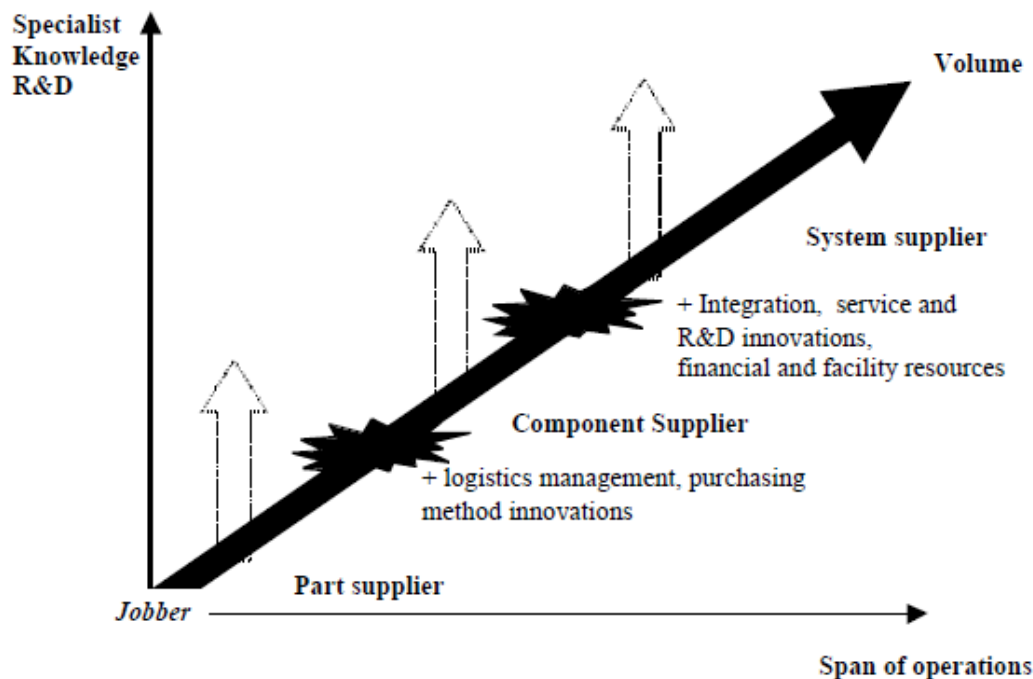 Specialist
Knowledge
R&D
Volume
System supplier
+ Integration, service and
R&D innovations,
financial and facility resources
Component Supplier
+ logistics management, purchasing
method innovations
Part supplier
Jobber
Span of operations